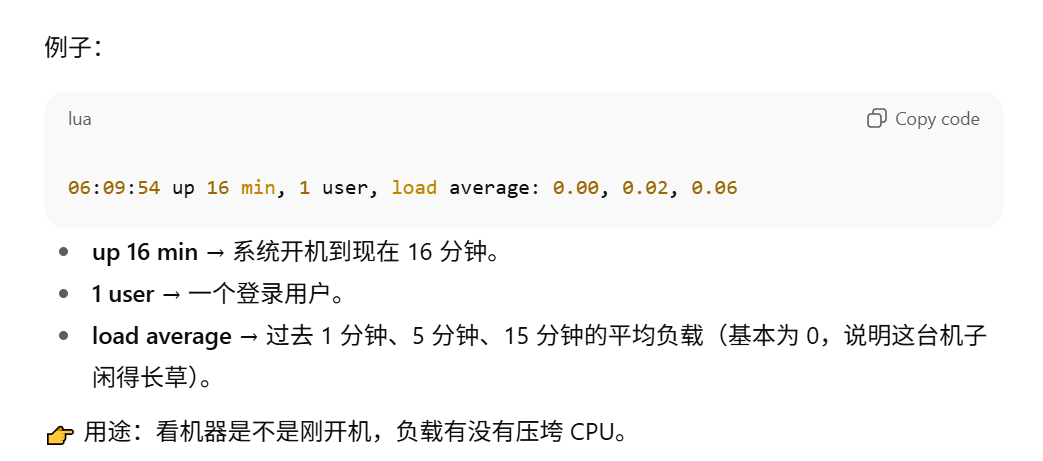 例子：
lua
Copy code
06:09:54 up 16 min, 1 user, load average: 0.00, 0.02, 0.06
up 16 min → 系统开机到现在 16 分钟。
1 user → 一个登录用户。
load average → 过去 1 分钟、5 分钟、15 分钟的平均负载（基本为 0，说明这台机子
闲得长草）。
👉 用途：看机器是不是刚开机，负载有没有压垮 CPU。